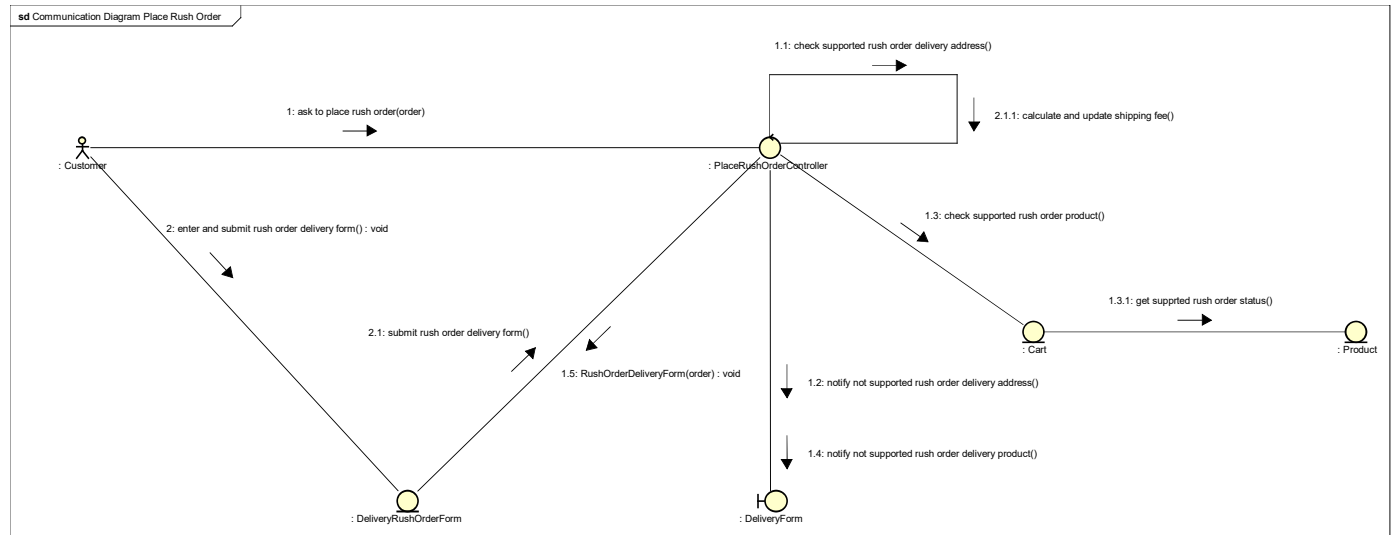 sd Communication Diagram Place Rush Order
1.1: check supported rush order delivery address()
1: ask to place rush order(order)
2.1.1: calculate and update shipping fee()
: Customer
: PlaceRushOrderController
2: enter and submit rush order delivery form() : void
1.3: check supported rush order product()
1.3.1: get supprted rush order status()
2.1: submit rush order delivery form()
: Cart
: Product
1.5: RushOrderDeliveryForm(order) : void
1.2: notify not supported rush order delivery address()
1.4: notify not supported rush order delivery product()
: DeliveryRushOrderForm
: DeliveryForm